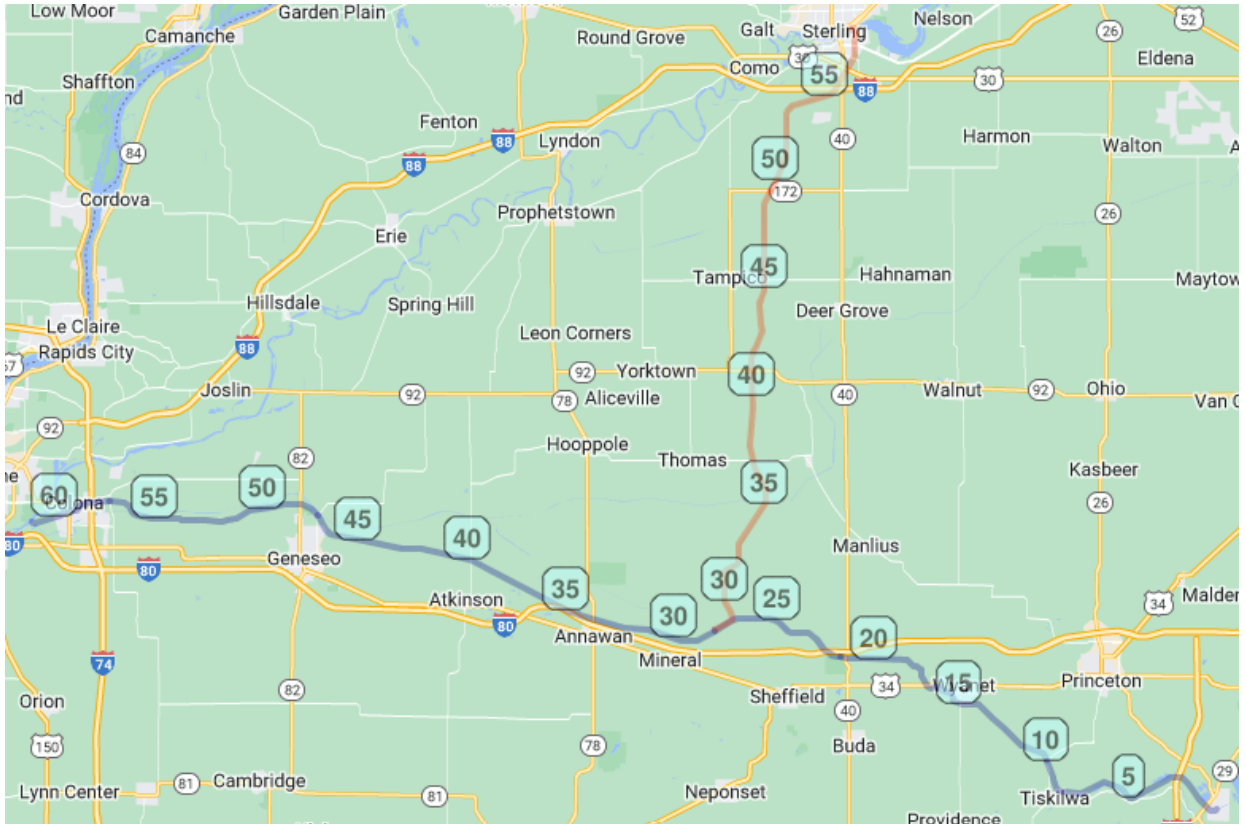 Low Moor
Garden Plain
Camanche
Round Grove
Galt
Sterling
Nelson
52
26
Eldena
Shaffton
Como
30
55
30
88
84
Fenton
88
Lyndon
88
40
Harmon
Walton
50
172
Cordova
Erie
Prophetstown
26
45
Tampico
Hahnaman
Hillsdale
Spring Hill
Deer Grove
Le Claire
Rapids City
88
Leon Corners
92
Yorktown
40
Joslin
92
78
Aliceville
40
Walnut
92
Ohio
92
Hooppole
Thomas
Kasbeer
82
35
26
60
Colona
55
50
45
40
80
80
Geneseo
Manlius
35
30
25
Atkinson
80
34
Annawan
30
20
Mineral
74
Orion
82
Sheffield
34
Wyanet
15
Princeton
40
150
78
Buda
10
5
29
Lynn Center
81
Cambridge
81
Neponset
Tiskilwa
Providence